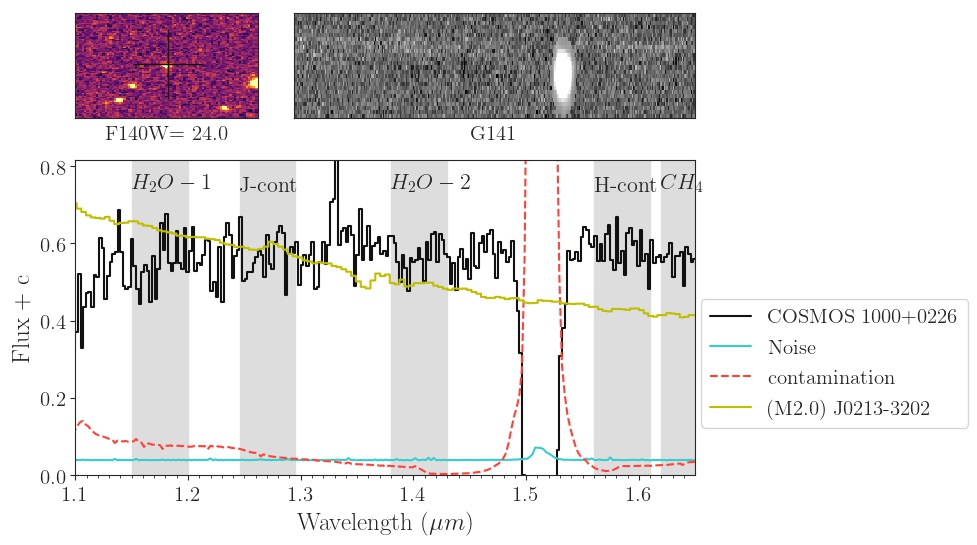 F140W= 24.0
G141
H₂O − 1
J-cont
H₂O − 2
H-cont
CH₄
0.8
0.6
0.4
0.2
0.0
Flux + c
1.1
1.2
1.3
1.4
1.5
1.6
Wavelength (μm)
COSMOS 1000+0226
Noise
contamination
(M2.0) J0213-3202